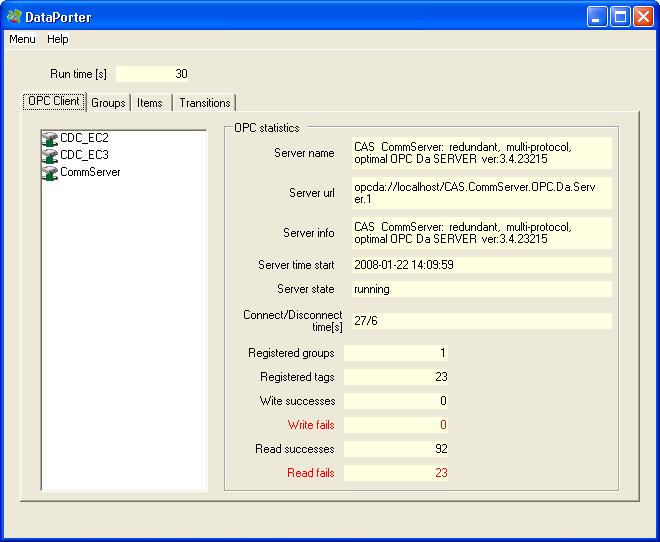 DataPorter
Menu Help
Run time [s] 30
OPC Client Groups Items Transitions
CDC_EC2
CDC_EC3
CommServer
OPC statistics
Server name CAS CommServer: redundant, multi-protocol,
optimal OPC Da SERVER ver:3.4.23215
Server url opcda://localhost/CAS.CommServer.OPC.Da.Serv
er.1
Server info CAS CommServer: redundant, multi-protocol,
optimal OPC Da SERVER ver:3.4.23215
Server time start 2008-01-22 14:09:59
Server state running
Connect/Disconnect
time[s] 27/6
Registered groups 1
Registered tags 23
Wite successes 0
Write fails 0
Read successes 92
Read fails 23